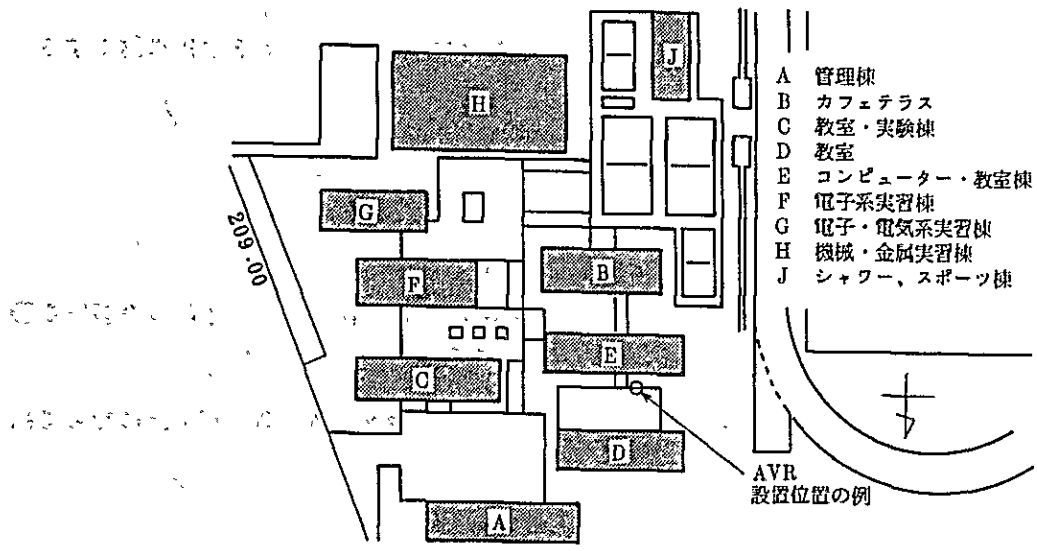 J
H
A 管理棟
B カフェテラス
C 教室・実験棟
D 教室
E コンピューター・教室棟
F 電子系実習棟
G 電子・電気系実習棟
H 機械・金属実習棟
J シャワー、スポーツ棟
G
209.00
B
F
E
C
D
AVR
設置位置の例
A